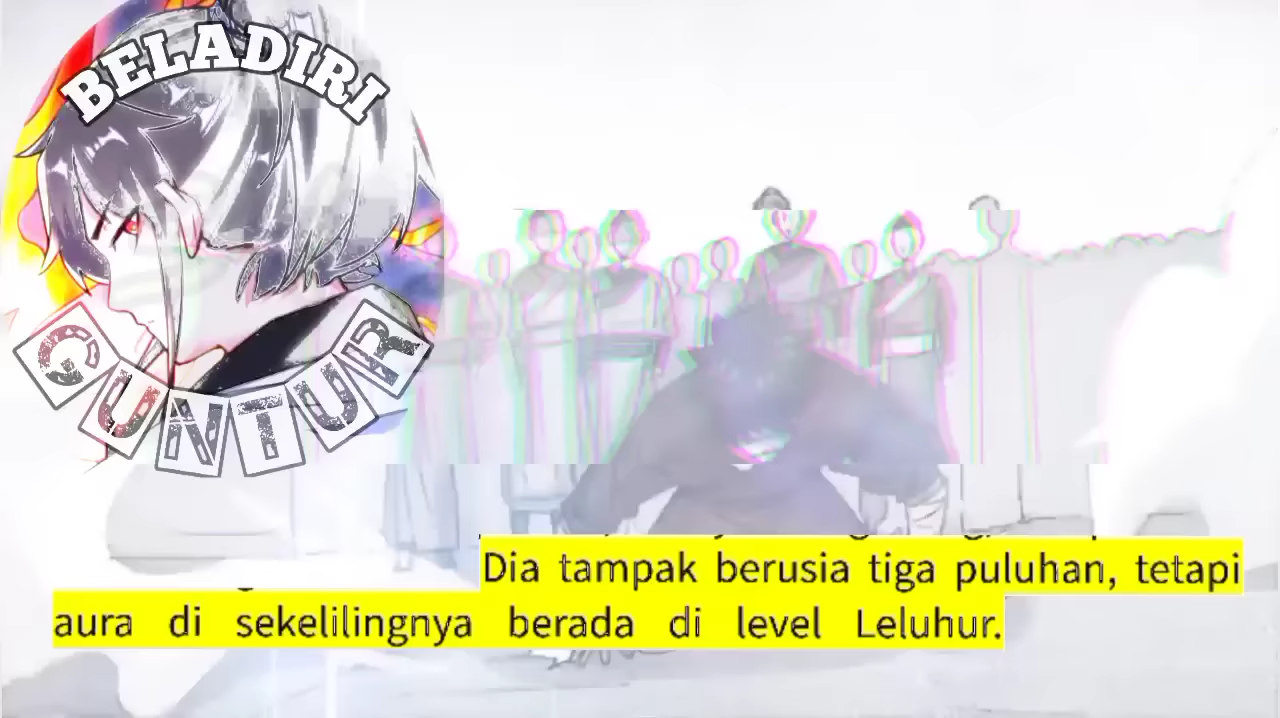 BELADIRI
GUNTUR
Dia tampak berusia tiga puluhan, tetapi
aura di sekelilingnya berada di level Leluhur.